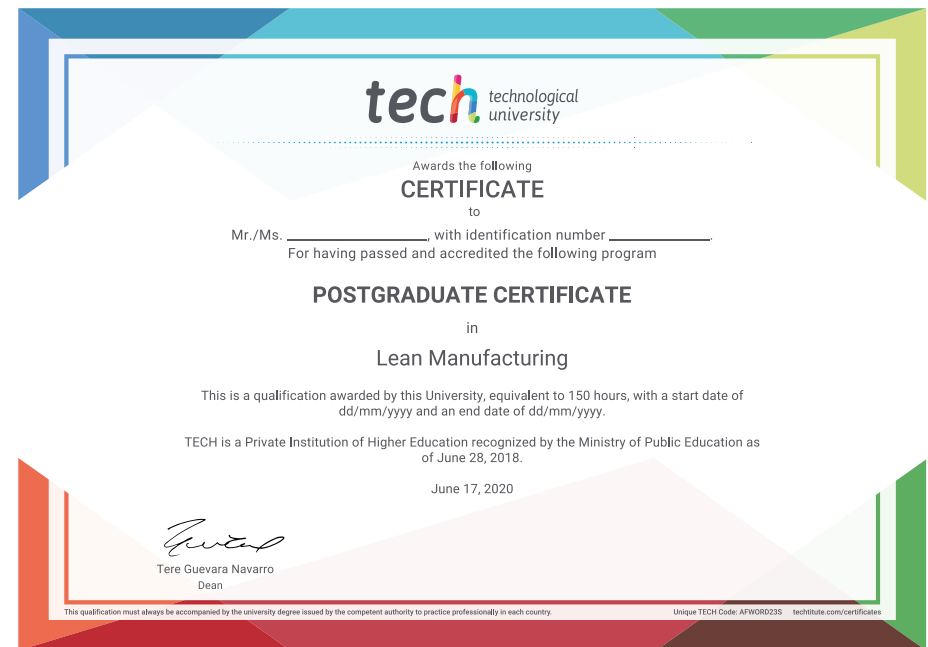 tech technological
university
Awards the following
CERTIFICATE
to
Mr./Ms. ____________________, with identification number ______________.
For having passed and accredited the following program
POSTGRADUATE CERTIFICATE
in
Lean Manufacturing
This is a qualification awarded by this University, equivalent to 150 hours, with a start date of
dd/mm/yyyy and an end date of dd/mm/yyyy.
TECH is a Private Institution of Higher Education recognized by the Ministry of Public Education as
of June 28, 2018.
June 17, 2020
Tere Guevara Navarro
Dean
This qualification must always be accompanied by the university degree issued by the competent authority to practice professionally in each country.
Unique TECH Code: AFWORD23S techtitute.com/certificates